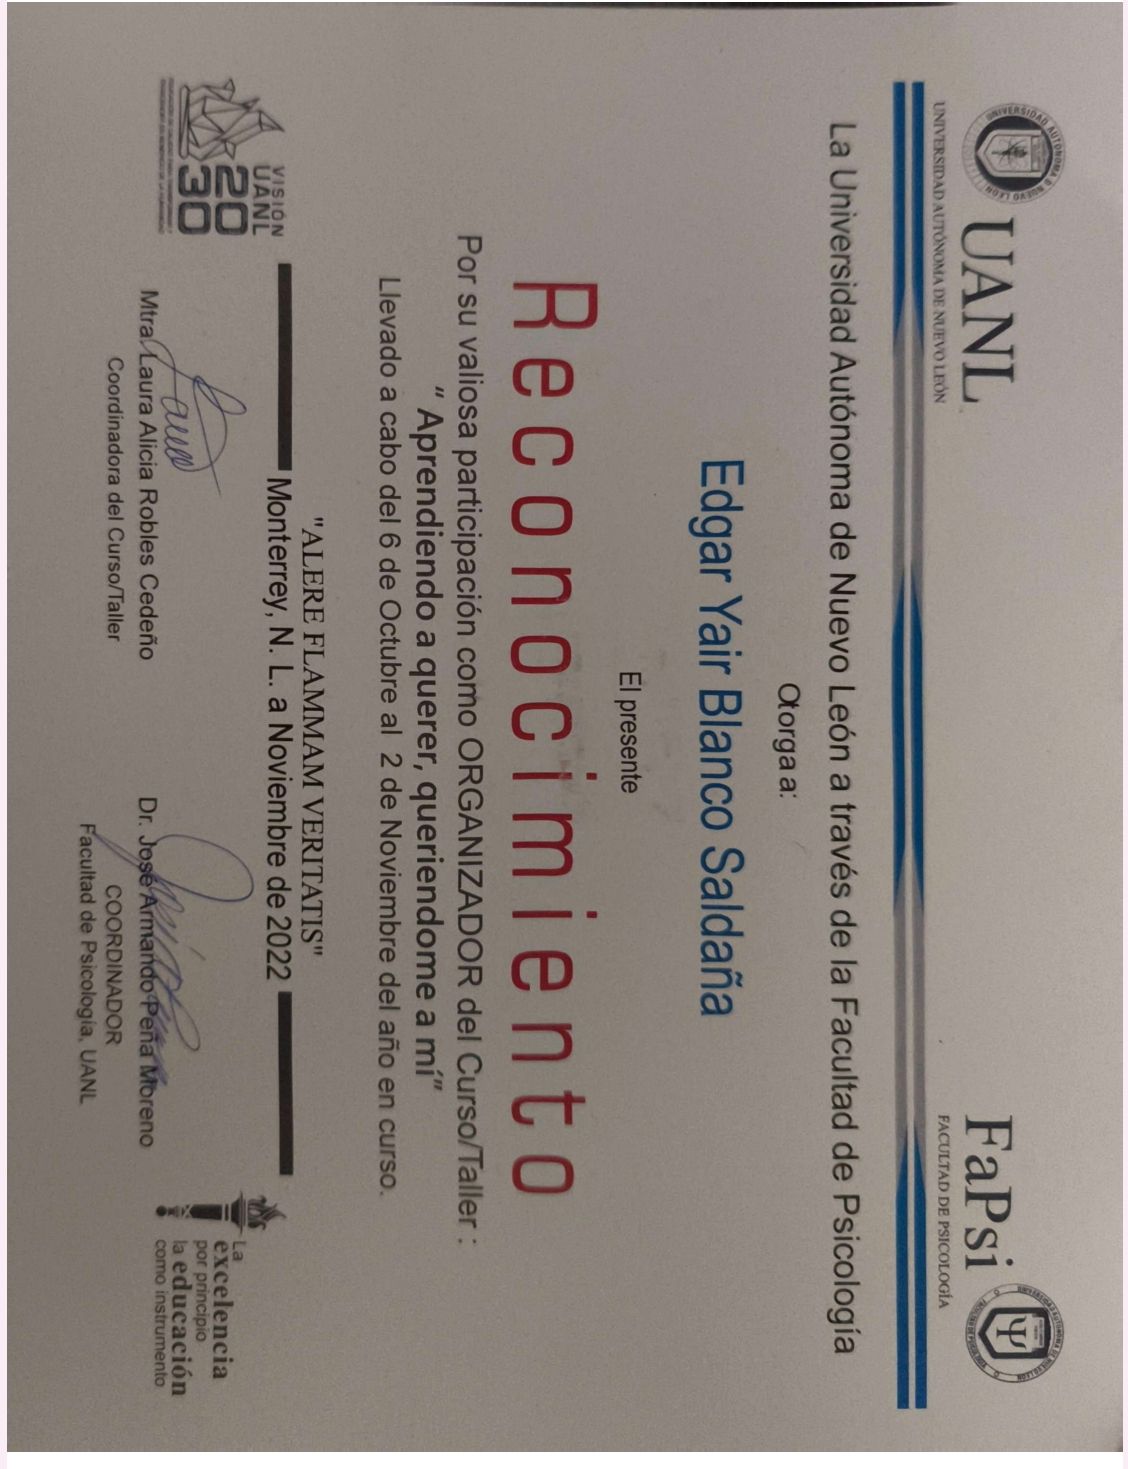 UANL
UNIVERSIDAD AUTÓNOMA DE NUEVO LEÓN
FaPsi
FACULTAD DE PSICOLOGÍA
La Universidad Autónoma de Nuevo León a través de la Facultad de Psicología
Otorga a:
Edgar Yair Blanco Saldaña
El presente
Reconocimiento
Por su valiosa participación como ORGANIZADOR del Curso/Taller :
“ Aprendiendo a querer, queriendome a mí”
Llevado a cabo del 6 de Octubre al 2 de Noviembre del año en curso.
"ALERE FLAMMAM VERITATIS"
Monterrey, N. L. a Noviembre de 2022
VISIÓN
UANL
20
30
Mtra. Laura Alicia Robles Cedeño
Coordinadora del Curso/Taller
Dr. José Armando Peña Moreno
COORDINADOR
Facultad de Psicología, UANL
La
excelencia
por principio
la educación
como instrumento